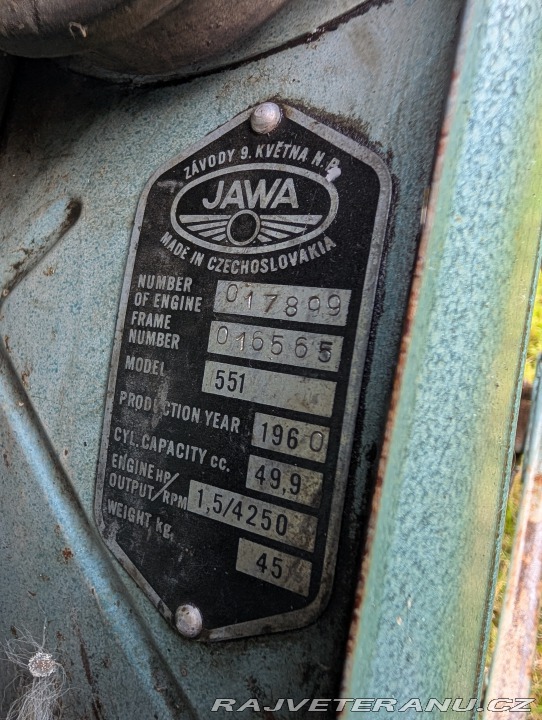 ZÁVODY 9. KVĚTNA N.P.
JAWA
MADE IN CZECHOSLOVAKIA
NUMBER OF ENGINE 017899
FRAME NUMBER 016565
MODEL 551
PRODUCTION YEAR 1960
CYL. CAPACITY CC. 49,9
ENGINE HP/ OUTPUT/RPM 1,5/4250
WEIGHT kg. 45
RAJVETERANU.CZ